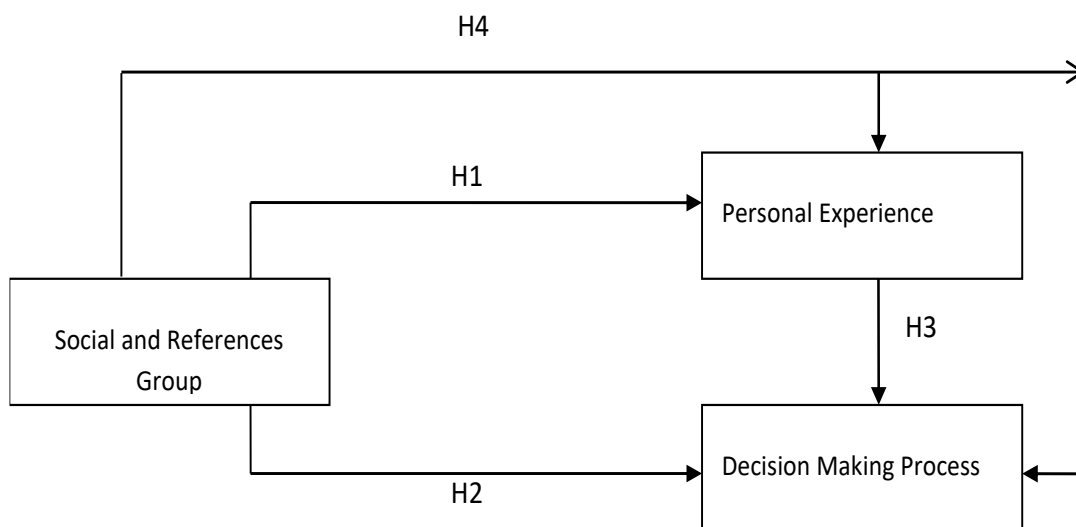 H4
H1
Personal Experience
Social and References
Group
H3
Decision Making Process
H2